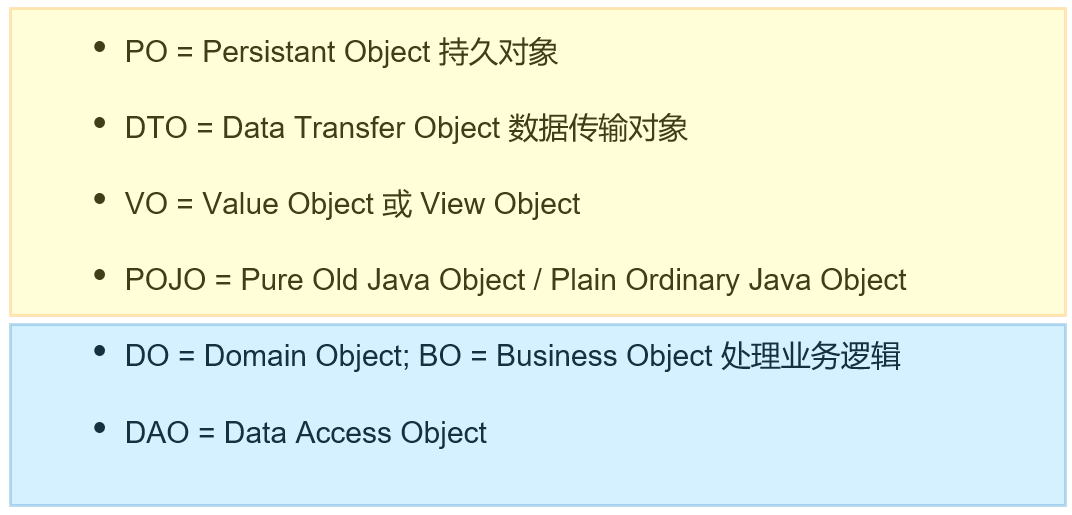 • PO = Persistant Object 持久对象
• DTO = Data Transfer Object 数据传输对象
• VO = Value Object 或 View Object
• POJO = Pure Old Java Object / Plain Ordinary Java Object
• DO = Domain Object; BO = Business Object 处理业务逻辑
• DAO = Data Access Object